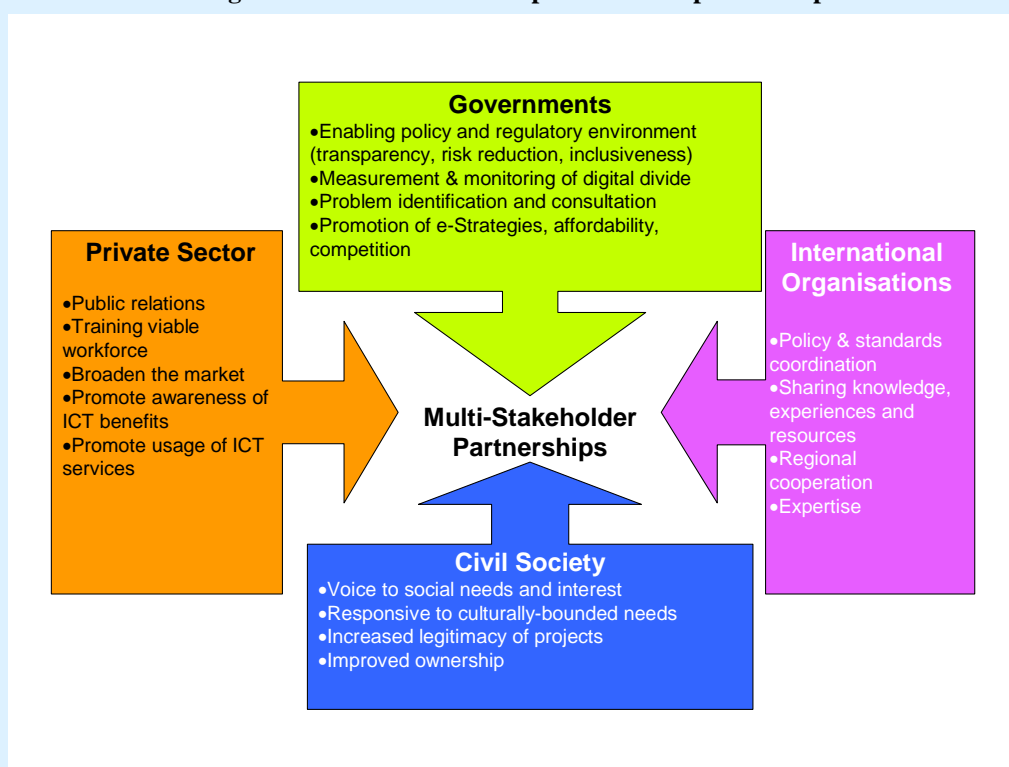 Governments
•Enabling policy and regulatory environment
(transparency, risk reduction, inclusiveness)
•Measurement & monitoring of digital divide
•Problem identification and consultation
•Promotion of e-Strategies, affordability,
competition
Private Sector
•Public relations
•Training viable
workforce
•Broaden the market
•Promote awareness of
ICT benefits
•Promote usage of ICT
services
International
Organisations
•Policy & standards
coordination
•Sharing knowledge,
experiences and
resources
•Regional
cooperation
•Expertise
Multi-Stakeholder
Partnerships
Civil Society
•Voice to social needs and interest
•Responsive to culturally-bounded needs
•Increased legitimacy of projects
•Improved ownership